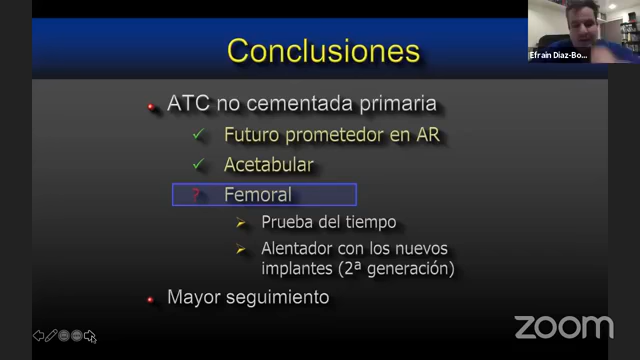 Conclusiones
Efrain Diaz-Bo...
ATC no cementada primaria
Futuro prometedor en AR
Acetabular
? Femoral
Prueba del tiempo
Alentador con los nuevos
implantes (2ª generación)
Mayor seguimiento
zoom